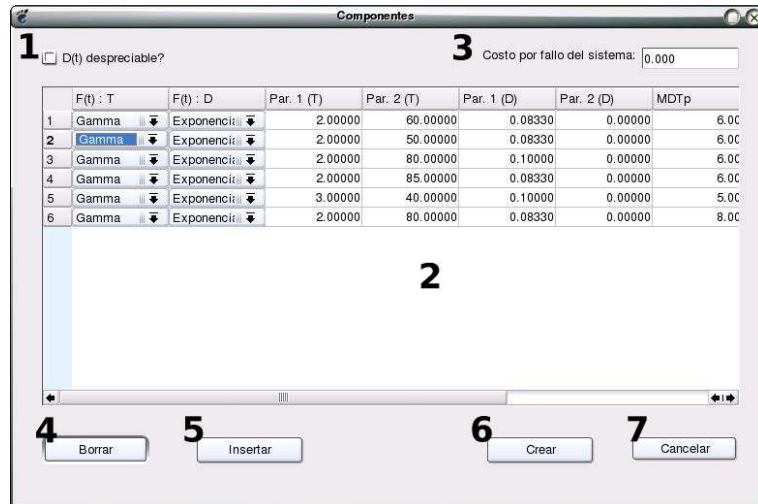 Componentes
1 D(t) despreciable? 3 Costo por fallo del sistema: 0.000
F(t) : T F(t) : D Par. 1 (T) Par. 2 (T) Par. 1 (D) Par. 2 (D) MDTp
1 Gamma Exponencia 2.00000 60.00000 0.08330 0.00000 6.00
2 Gamma Exponencia 2.00000 50.00000 0.08330 0.00000 6.00
3 Gamma Exponencia 2.00000 80.00000 0.10000 0.00000 6.00
4 Gamma Exponencia 2.00000 85.00000 0.08330 0.00000 6.00
5 Gamma Exponencia 3.00000 40.00000 0.10000 0.00000 5.00
6 Gamma Exponencia 2.00000 80.00000 0.08330 0.00000 8.00
2
4 Borrar 5 Insertar 6 Crear 7 Cancelar